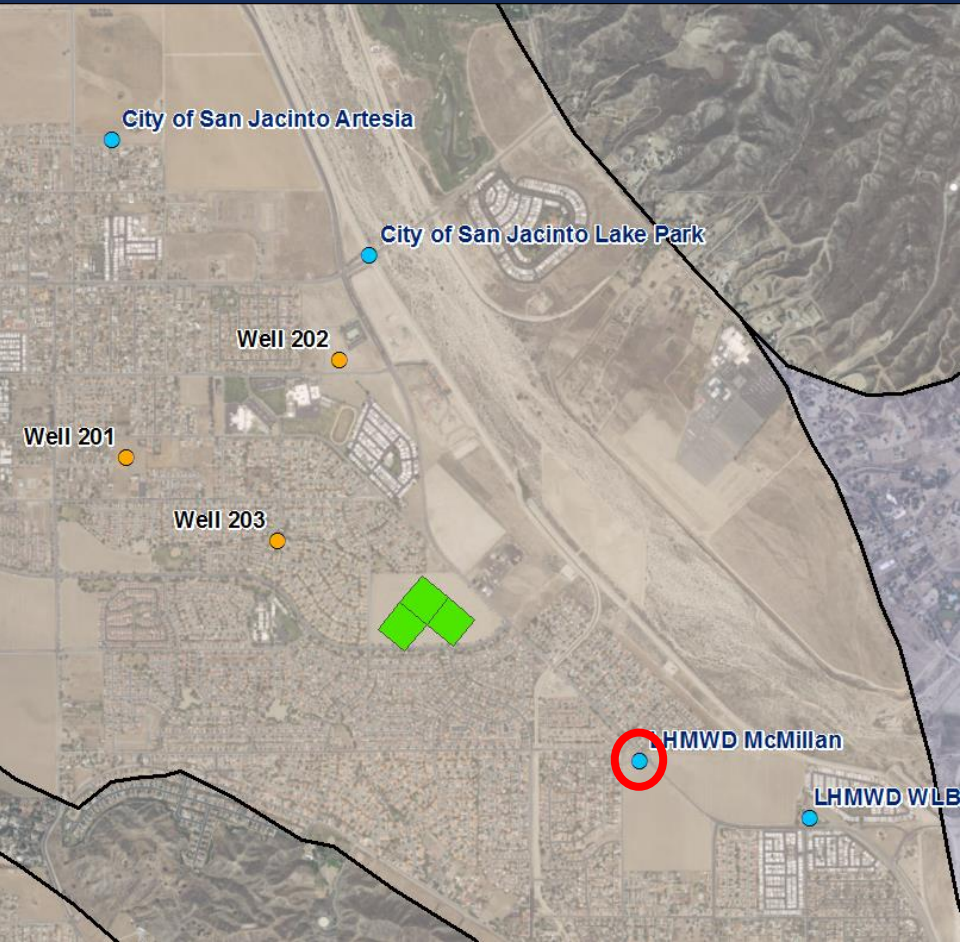 City of San Jacinto Artesia
City of San Jacinto Lake Park
Well 202
Well 201
Well 203
LHMWD McMillan
LHMWD WLB